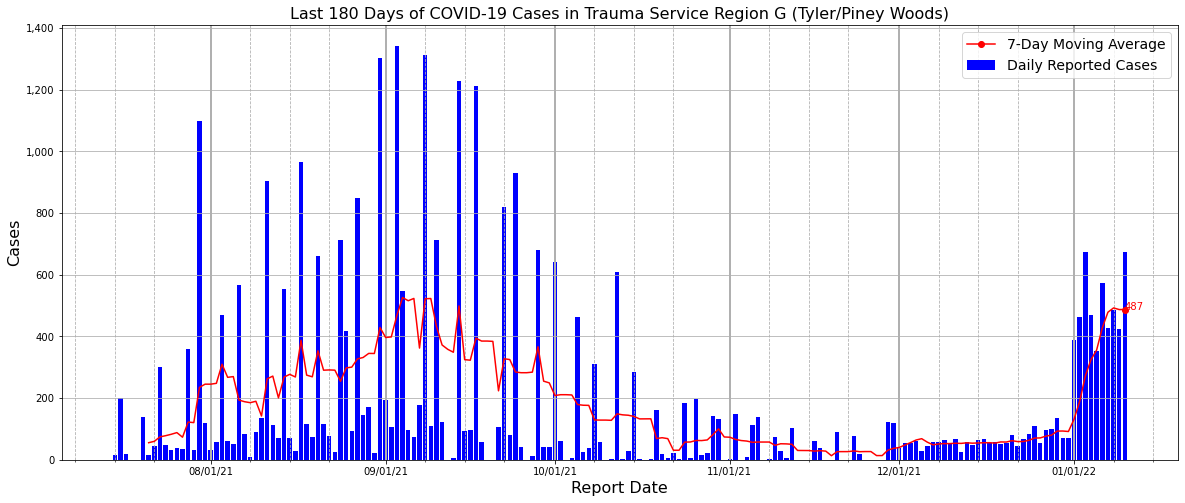 Last 180 Days of COVID-19 Cases in Trauma Service Region G (Tyler/Piney Woods)
1,400
7-Day Moving Average
Daily Reported Cases
1,200
1,000
800
600
487
400
200
0
Cases
08/01/21 09/01/21 10/01/21 11/01/21 12/01/21 01/01/22
Report Date